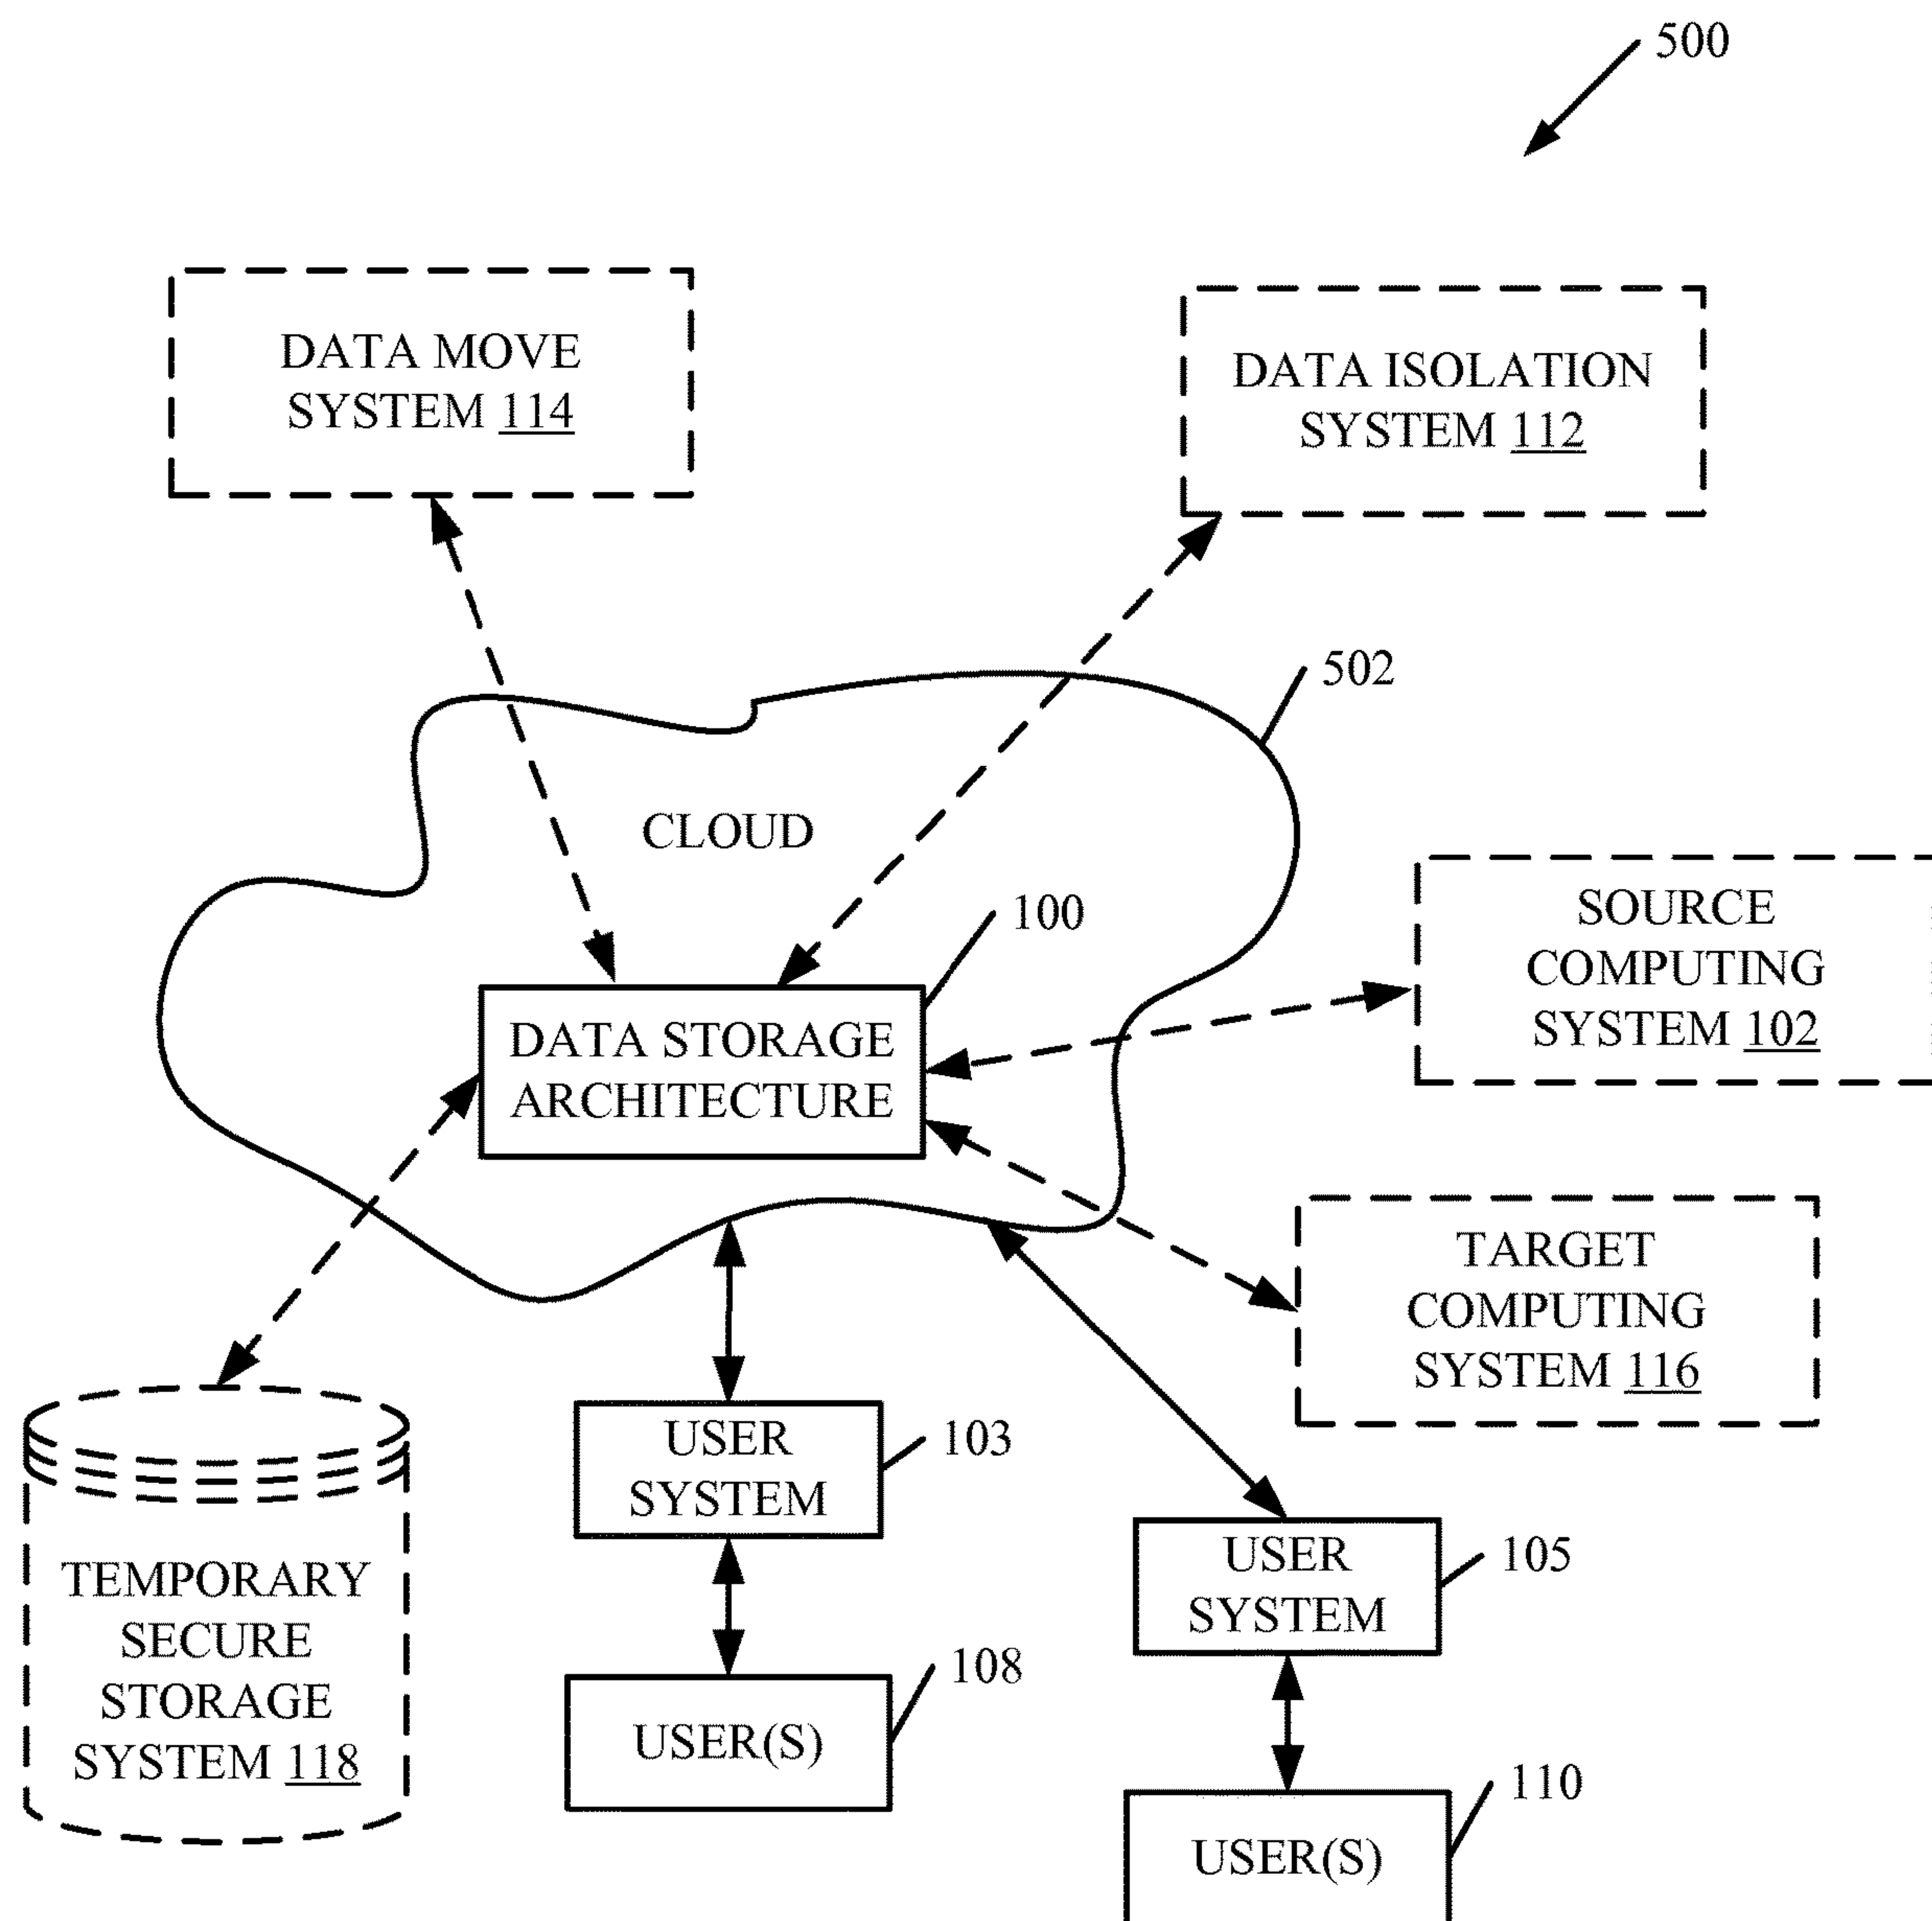 500
DATA MOVE
SYSTEM 114
DATA ISOLATION
SYSTEM 112
502
CLOUD
100
SOURCE
COMPUTING
SYSTEM 102
DATA STORAGE
ARCHITECTURE
TARGET
COMPUTING
SYSTEM 116
USER
SYSTEM
103
USER
SYSTEM
105
TEMPORARY
SECURE
STORAGE
SYSTEM 118
USER(S)
108
USER(S)
110